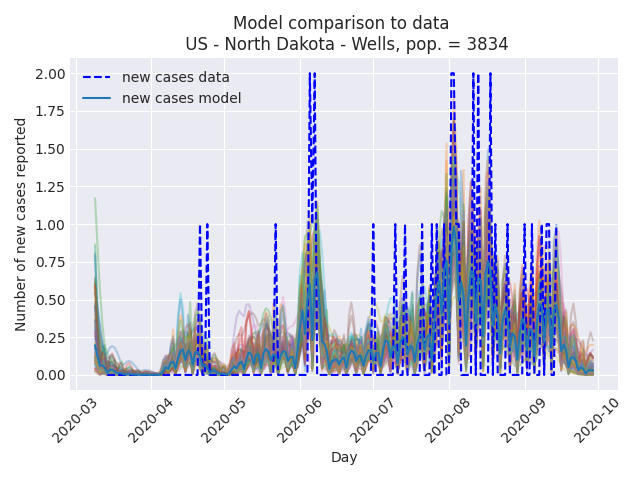 Model comparison to data
US - North Dakota - Wells, pop. = 3834
new cases data
new cases model
Number of new cases reported
2.00
1.75
1.50
1.25
1.00
0.75
0.50
0.25
0.00
2020-03
2020-04
2020-05
2020-06
2020-07
2020-08
2020-09
2020-10
Day